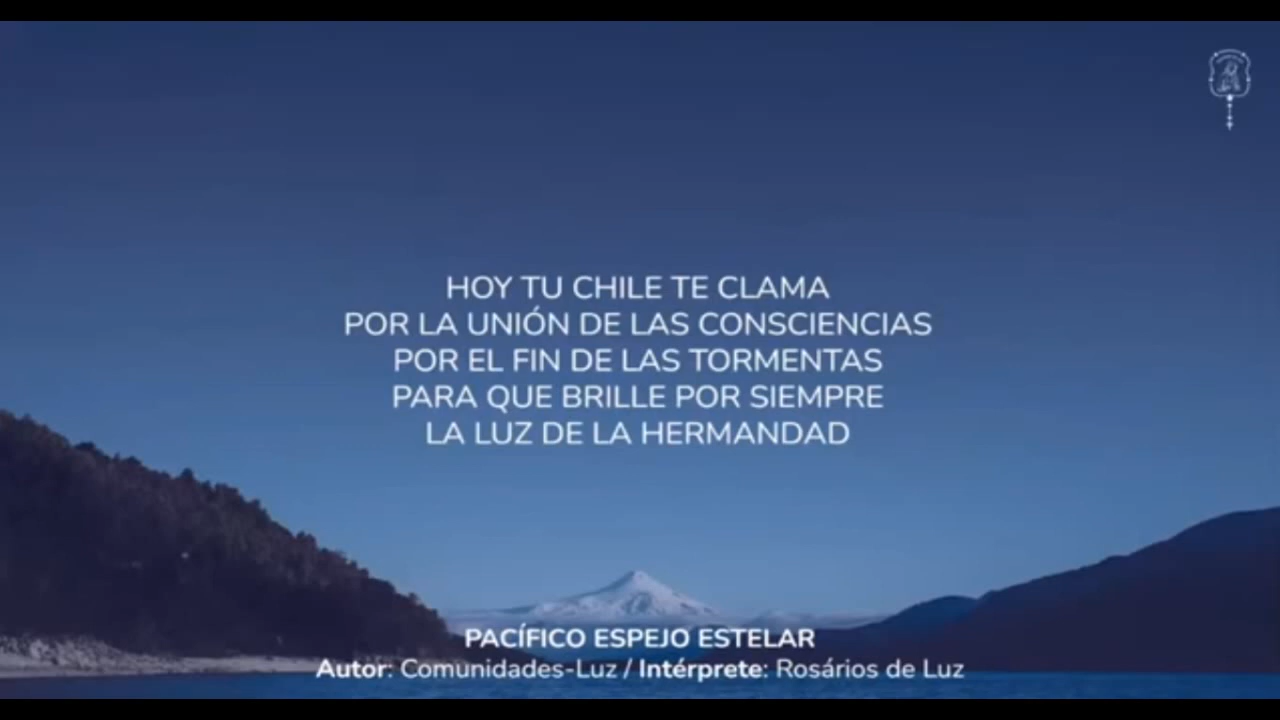 HOY TU CHILE TE CLAMA
POR LA UNIÓN DE LAS CONSCIENCIAS
POR EL FIN DE LAS TORMENTAS
PARA QUE BRILLE POR SIEMPRE
LA LUZ DE LA HERMANDAD
PACÍFICO ESPEJO ESTELAR
Autor: Comunidades-Luz / Intérprete: Rosários de Luz